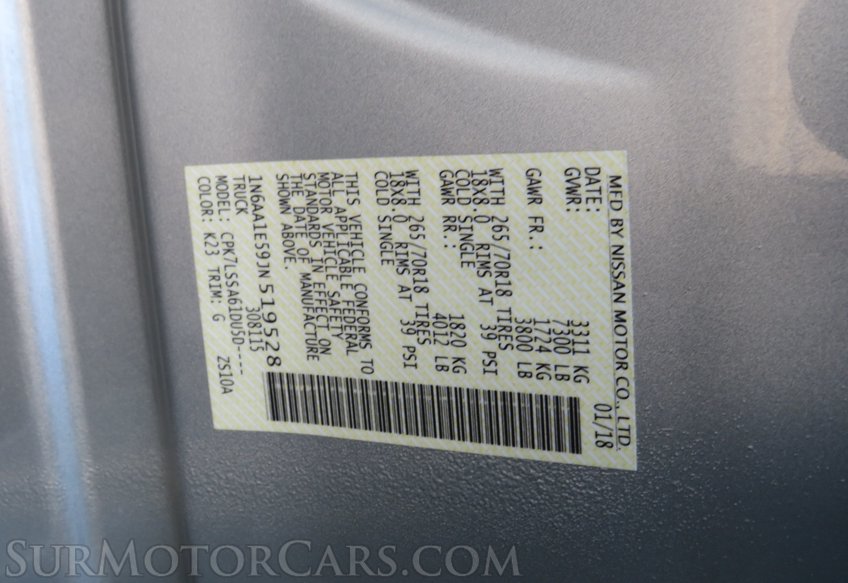 MFD BY NISSAN MOTOR CO., LTD.
DATE: 01/18
GVWR: 3311 KG
7300 LB
GAWR FR.: 1724 KG
3800 LB
WITH 265/70R18 TIRES
18x8.0 RIMS AT 39 PSI
COLD SINGLE
GAWR RR.: 1820 KG
4012 LB
WITH 265/70R18 TIRES
18x8.0 RIMS AT 39 PSI
COLD SINGLE
THIS VEHICLE CONFORMS TO
ALL APPLICABLE FEDERAL
MOTOR VEHICLE SAFETY
STANDARDS IN EFFECT ON
THE DATE OF MANUFACTURE
SHOWN ABOVE.
1N6AA1E59JN519528
TRUCK 308115
MODEL: CPK7LSSA61DU5D----
COLOR: K23 TRIM: G ZS10A
SURMOTORCARS.COM